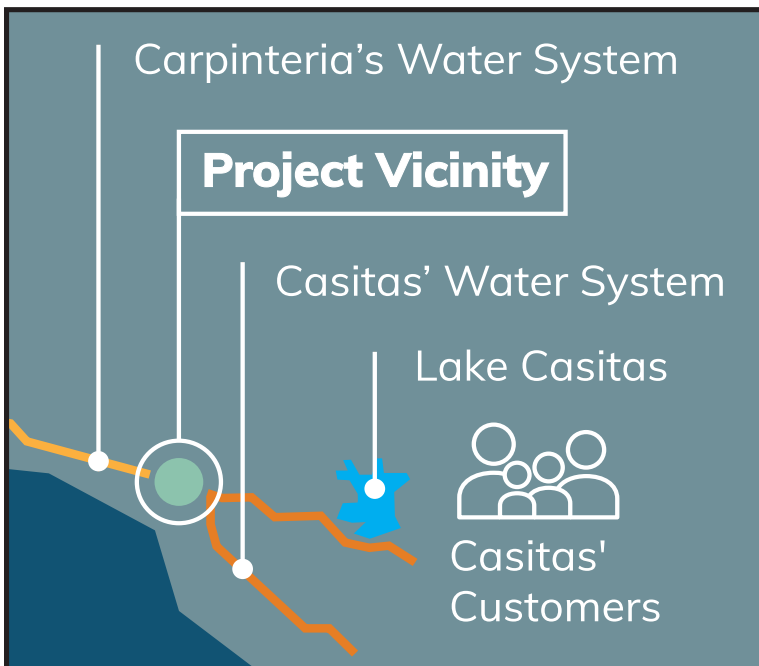 Carpinteria’s Water System
Project Vicinity
Casitas’ Water System
Lake Casitas
Casitas'
Customers